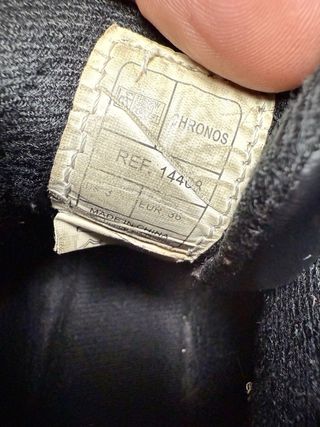 CHRONOS
REF. 14408
EUR 36
MADE IN CHINA